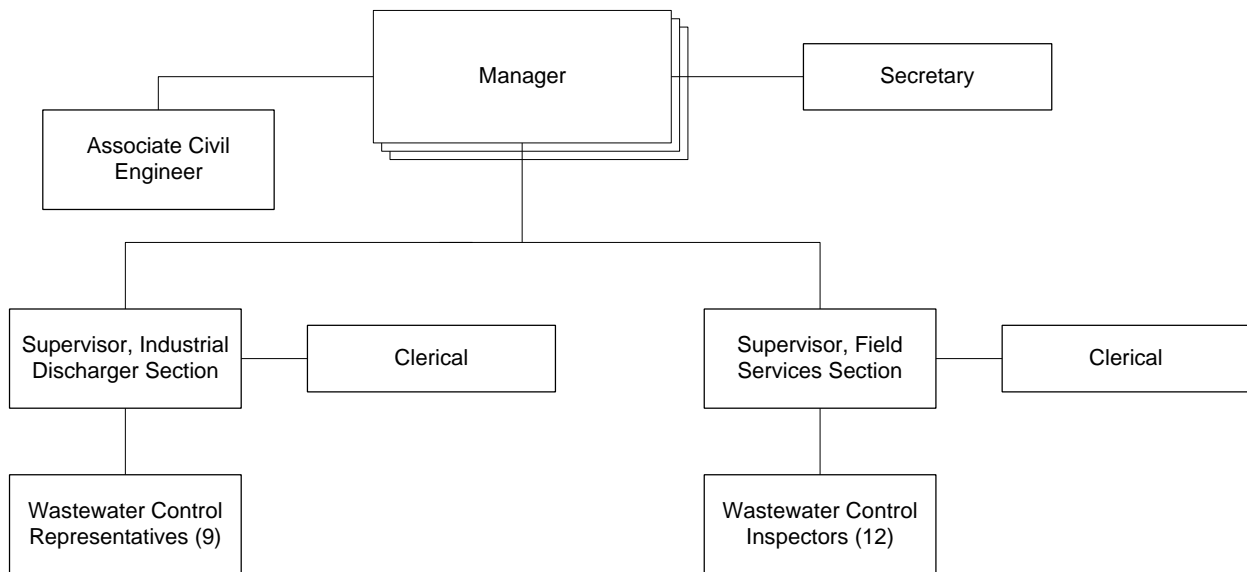 Manager
Secretary
Associate Civil
Engineer
Supervisor, Industrial
Discharger Section
Clerical
Supervisor, Field
Services Section
Clerical
Wastewater Control
Representatives (9)
Wastewater Control
Inspectors (12)